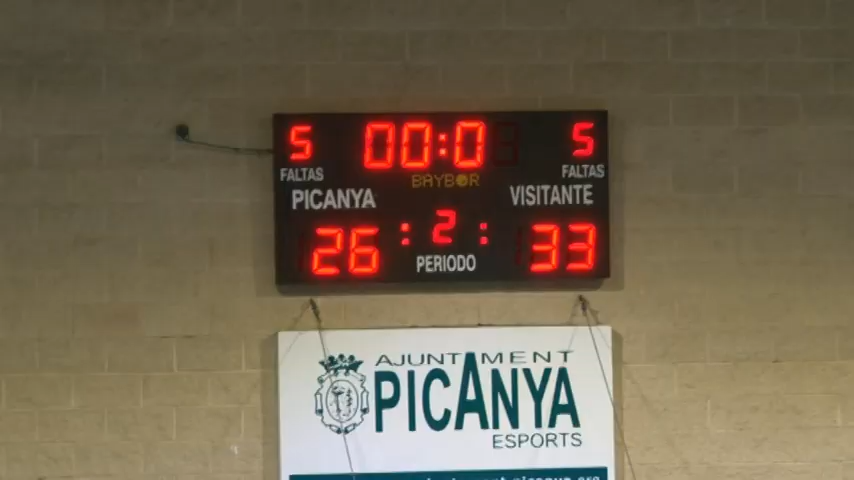 5 00:0 5
FALTAS FALTAS
BAYBOR
PICANYA VISITANTE
26 : 2 : 33
PERIODO
AJUNTAMENT
PICANYA
ESPORTS